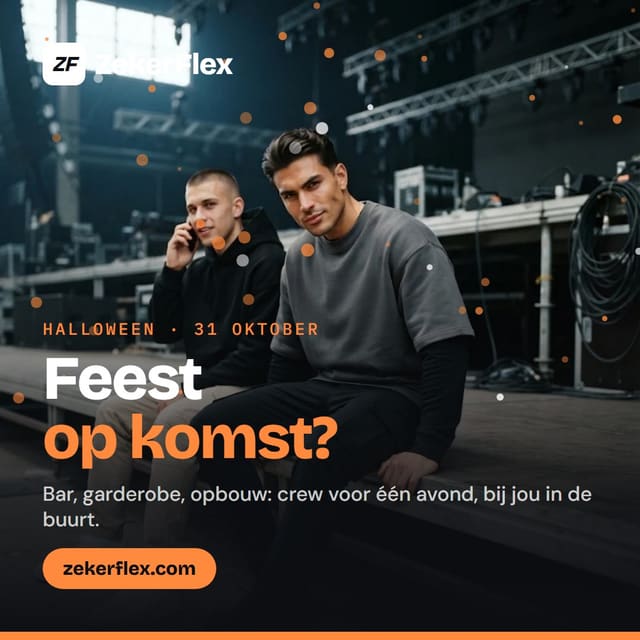 ZF ZekerFlex
HALLOWEEN · 31 OKTOBER
Feest
op komst?
Bar, garderobe, opbouw: crew voor één avond, bij jou in de
buurt.
zekerflex.com